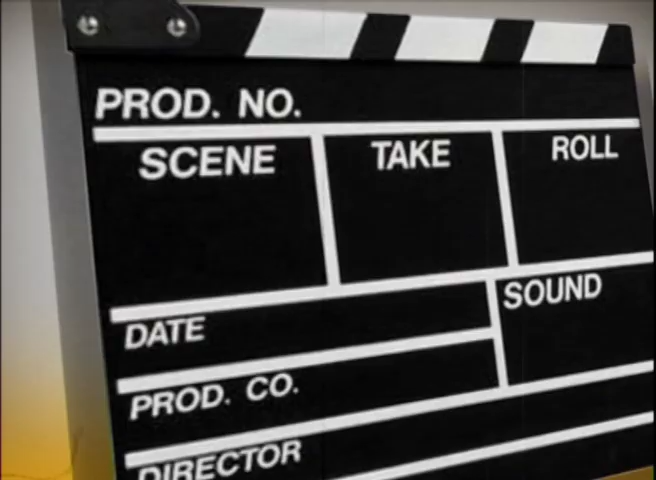 PROD. NO.
SCENE TAKE ROLL
DATE SOUND
PROD. CO.
DIRECTOR